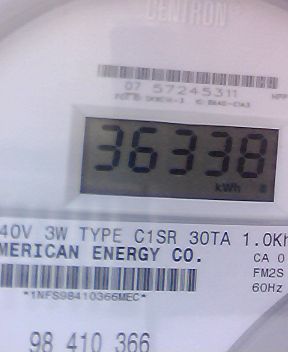 CENTRON
07 57245311
36338
kWh
40V 3W TYPE C1SR 30TA 1.0Kh
MERICAN ENERGY CO.
CA 0
FM2S
*1NFS98410366MEC*
60Hz
98 410 366